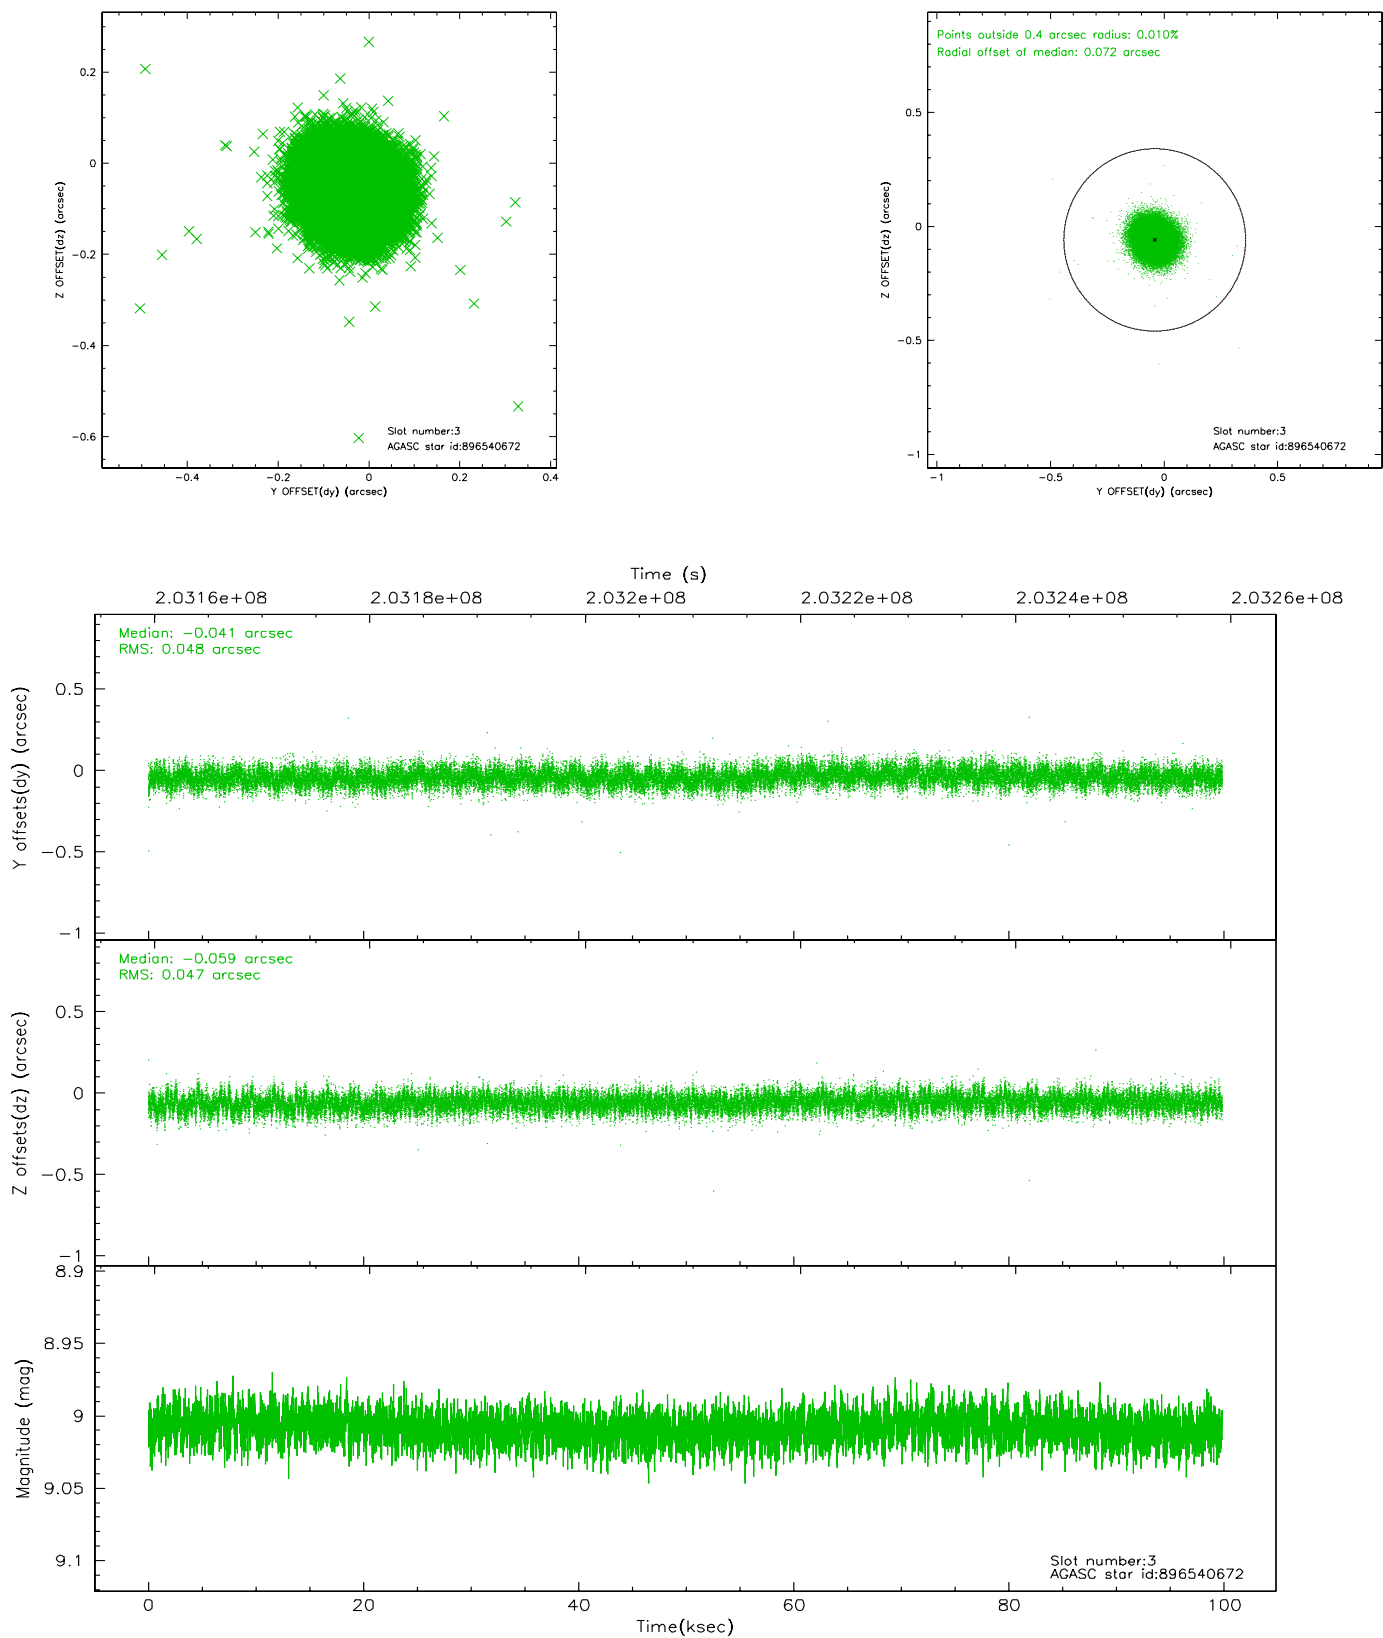 0.2
0
-0.2
-0.4
-0.6
Z OFFSET(dz) (arcsec)
Slot number:3
AGASC star id:896540672
-0.4
-0.2
0
0.2
0.4
Y OFFSET(dy) (arcsec)
Points outside 0.4 arcsec radius: 0.010%
Radial offset of median: 0.072 arcsec
0.5
0
-0.5
-1
Z OFFSET(dz) (arcsec)
Slot number:3
AGASC star id:896540672
-1
-0.5
0
0.5
Y OFFSET(dy) (arcsec)
Time (s)
2.0316e+08
2.0318e+08
2.032e+08
2.0322e+08
2.0324e+08
2.0326e+08
Median: -0.041 arcsec
RMS: 0.048 arcsec
0.5
0
-0.5
-1
Y offsets(dy) (arcsec)
Median: -0.059 arcsec
RMS: 0.047 arcsec
0.5
0
-0.5
-1
Z offsets(dz) (arcsec)
8.9
8.95
9
9.05
9.1
Magnitude (mag)
Slot number:3
AGASC star id:896540672
0
20
40
60
80
100
Time(ksec)